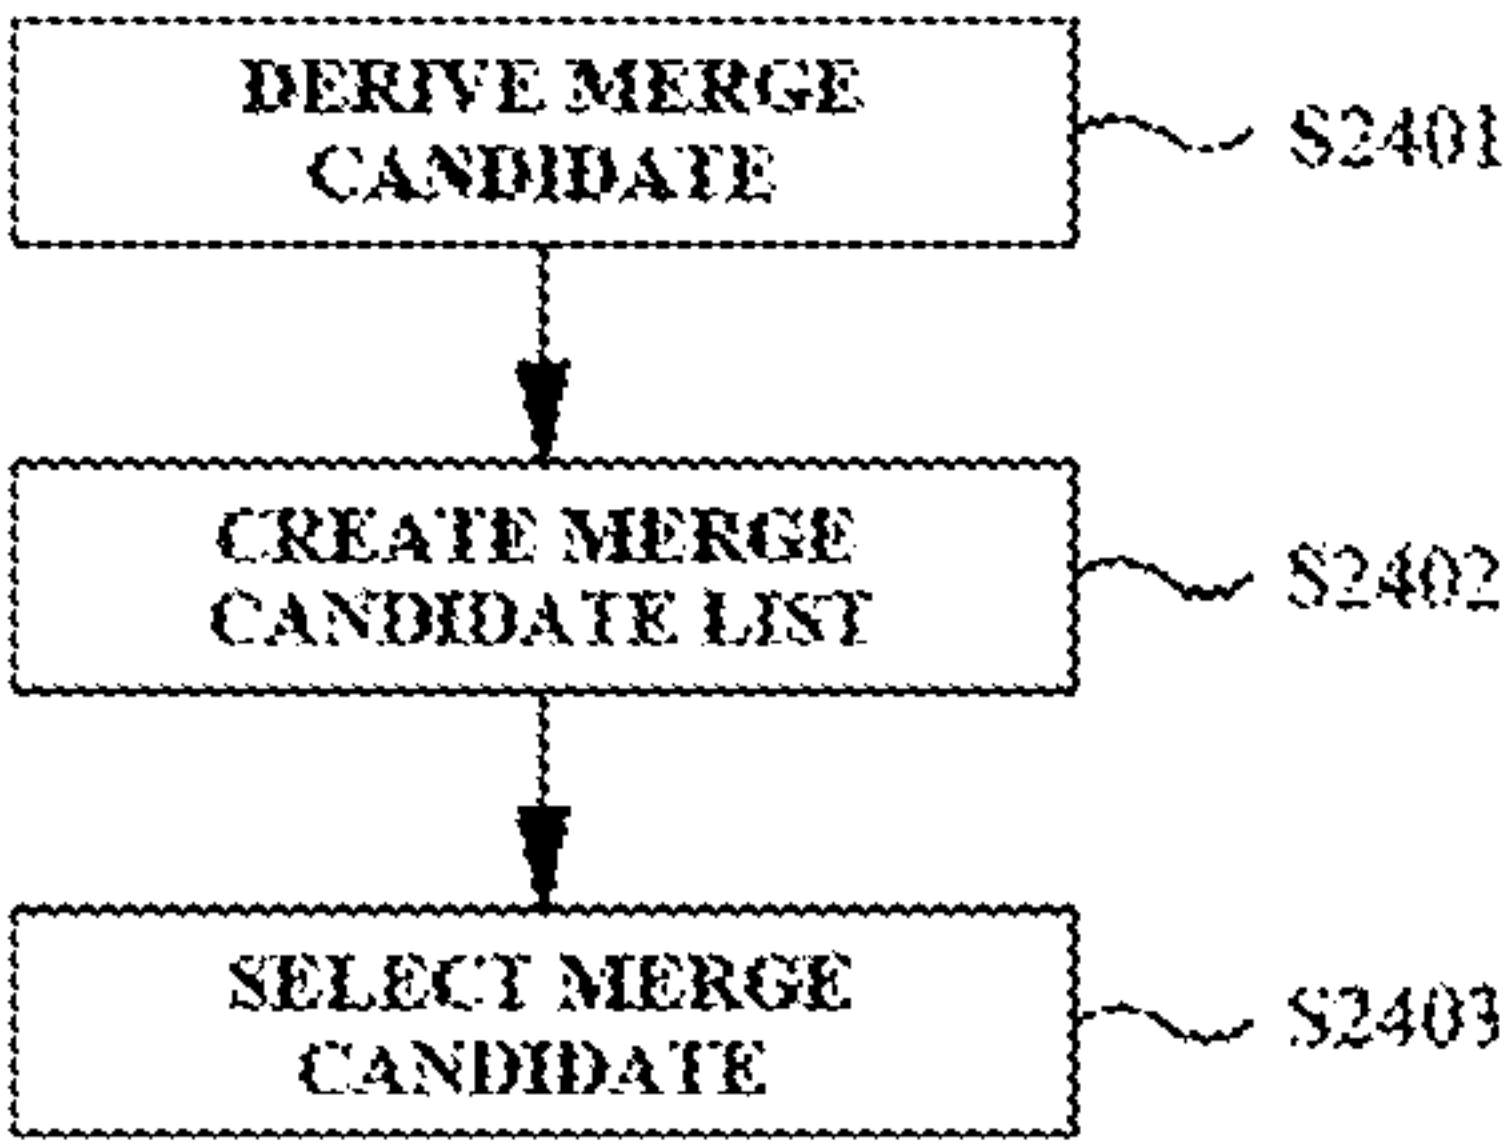 DERIVE MERGE
CANDIDATE
S2401
CREATE MERGE
CANDIDATE LIST
S2402
SELECT MERGE
CANDIDATE
S2403